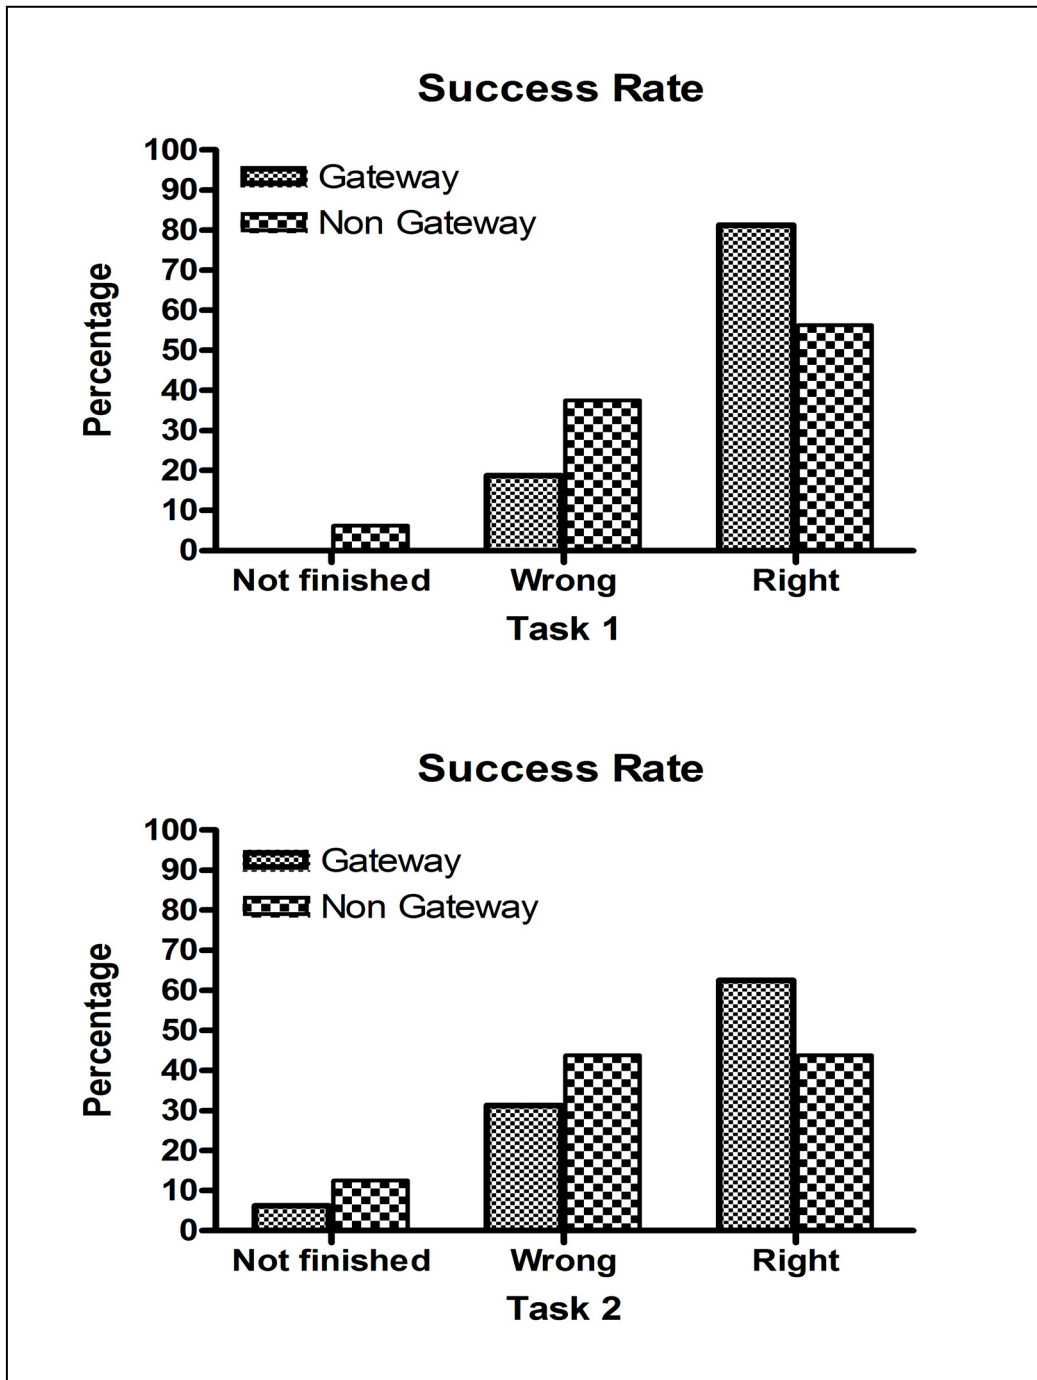 Success Rate
100
90
80
70
60
50
40
30
20
10
0
Percentage
Gateway
Non Gateway
Not finished Wrong Right
Task 1
Success Rate
100
90
80
70
60
50
40
30
20
10
0
Percentage
Gateway
Non Gateway
Not finished Wrong Right
Task 2